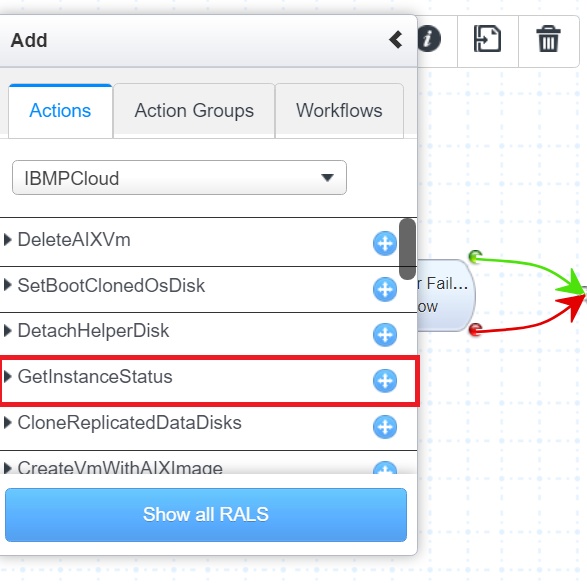 Add
Actions
Action Groups
Workflows
IBMPCloud
DeleteAIXVm
SetBootClonedOsDisk
DetachHelperDisk
r Fail...
ow
GetInstanceStatus
CloneReplicatedDataDisks
CreateVmWithAIXImage
Show all RALS